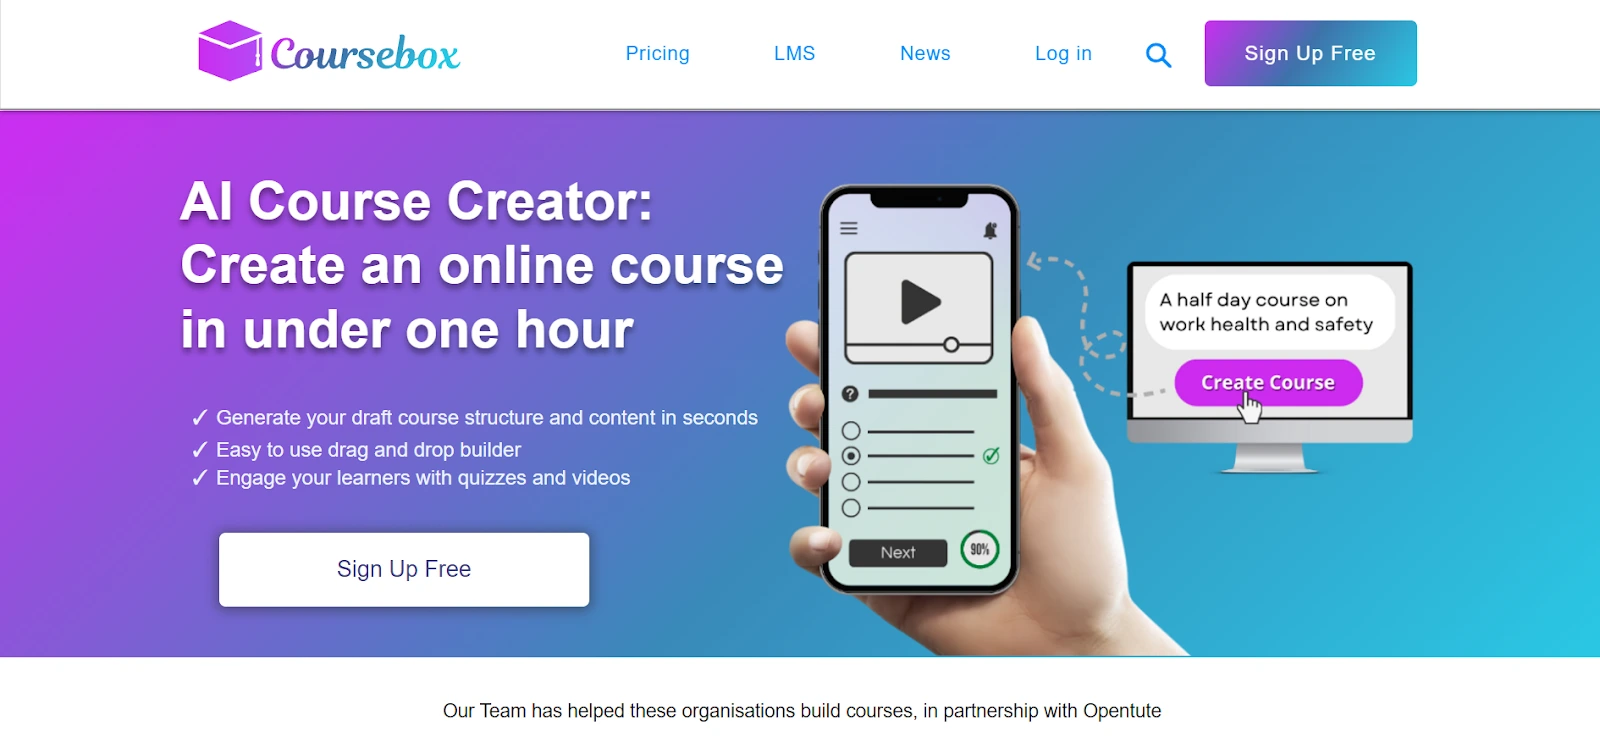 Coursebox
Pricing
LMS
News
Log in
Sign Up Free
AI Course Creator:
Create an online course
in under one hour
✓ Generate your draft course structure and content in seconds
✓ Easy to use drag and drop builder
✓ Engage your learners with quizzes and videos
Sign Up Free
?
Next
90%
A half day course on
work health and safety
Create Course
Our Team has helped these organisations build courses, in partnership with Opentute